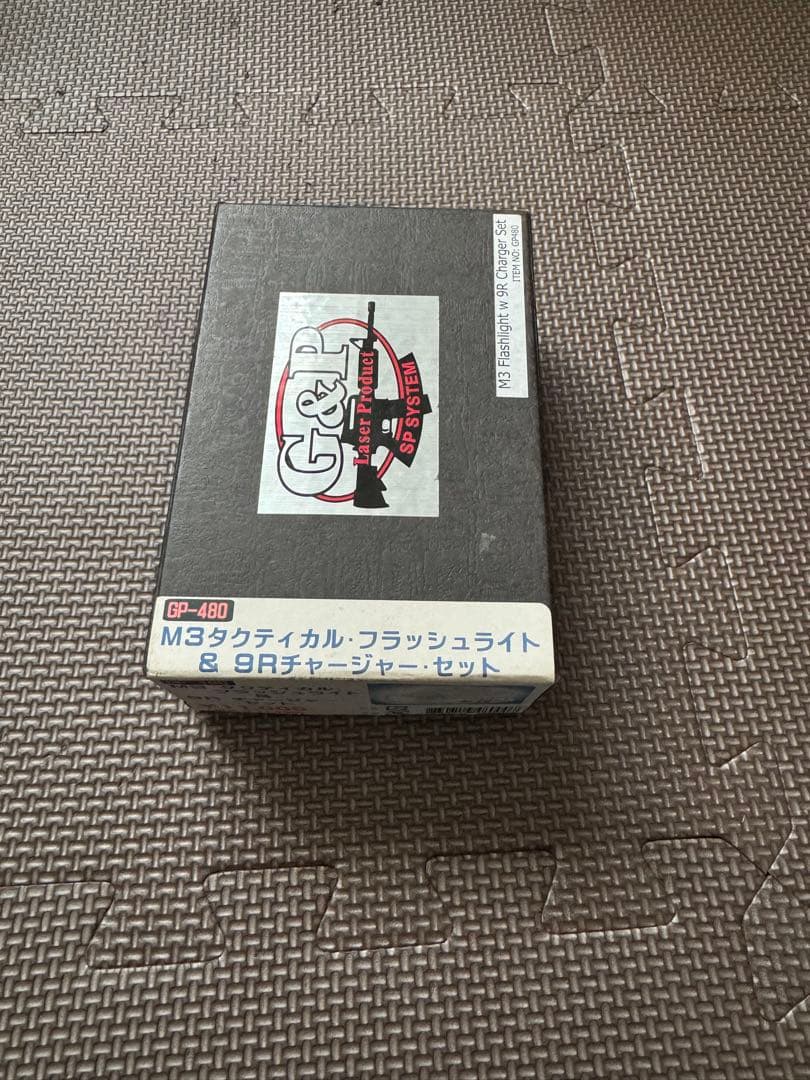 G&P
Laser Product
SP SYSTEM
M3 Flashlight w 9R Charger Set
ITEM NO: GP480
GP-480
M3タクティカル・フラッシュライト
& 9Rチャージャー・セット